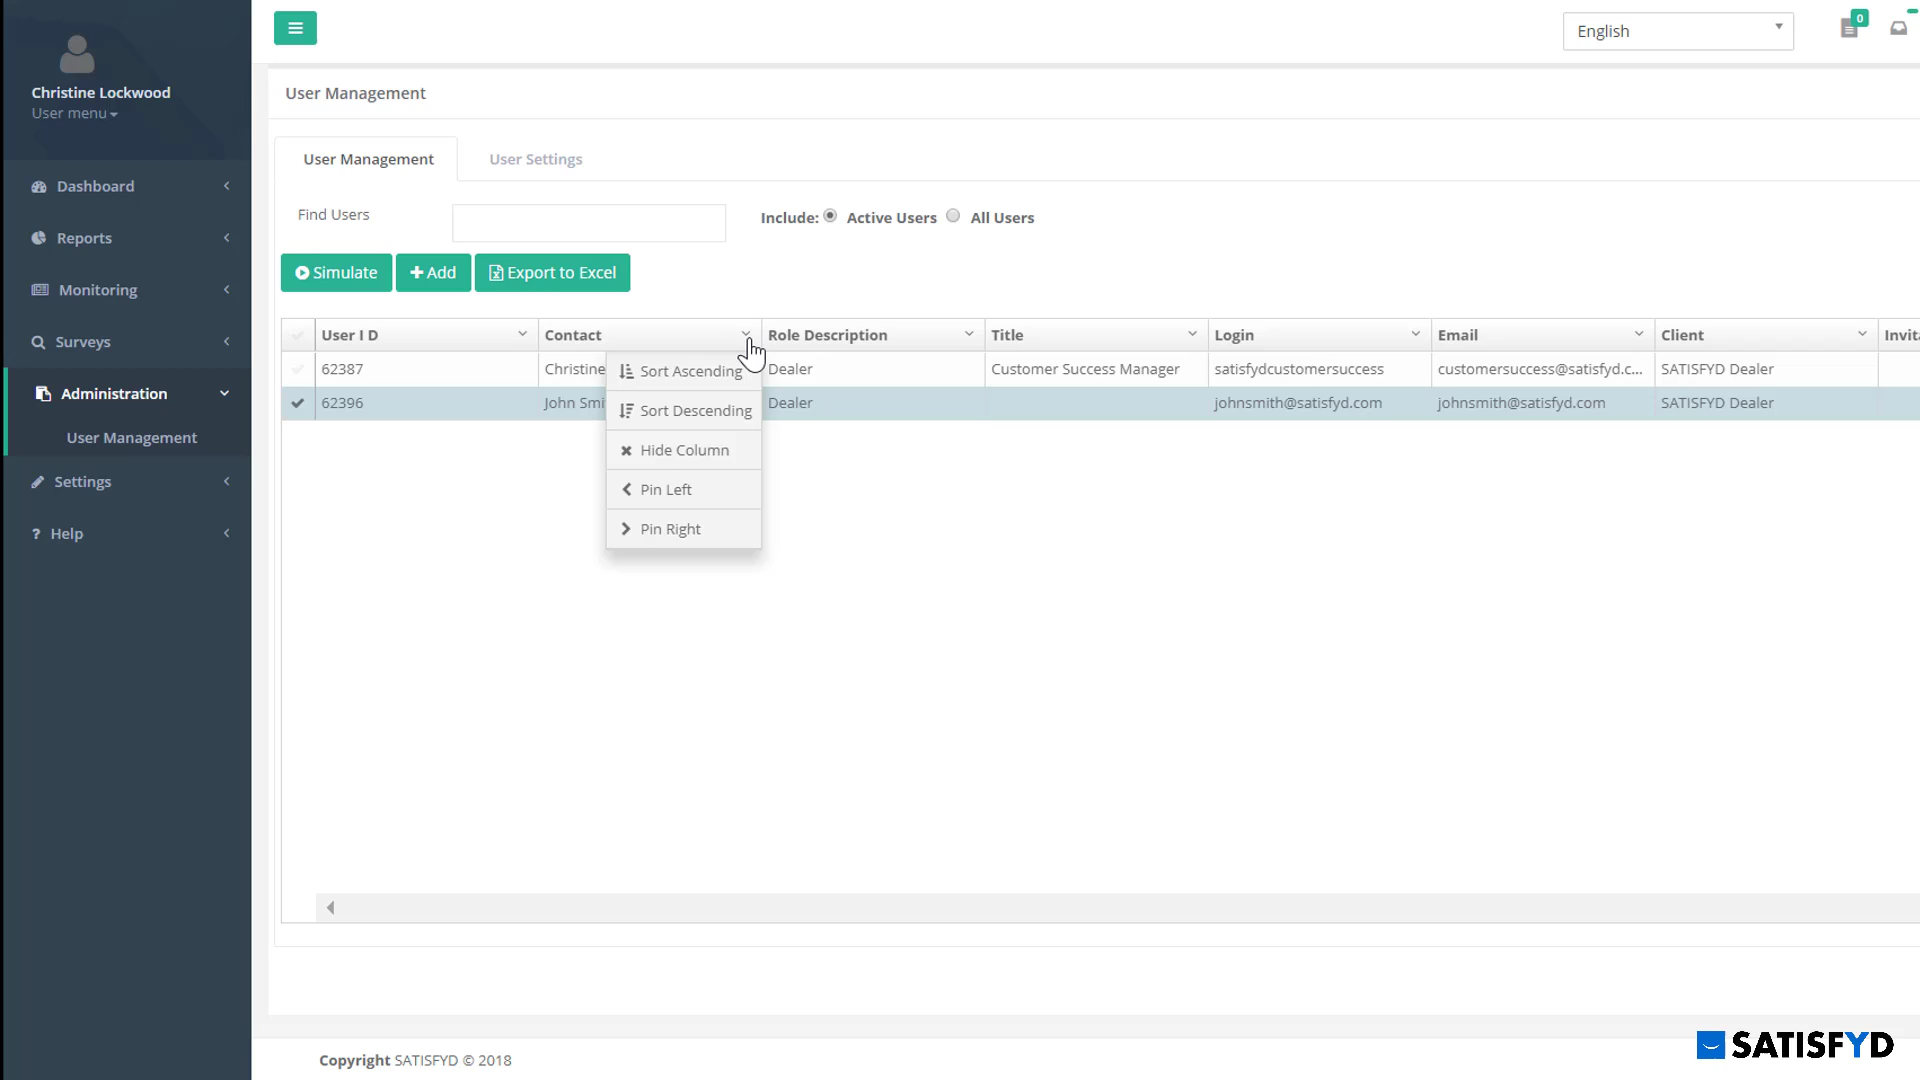 English
0
Christine Lockwood
User menu
User Management
User Management
User Settings
Dashboard
Reports
Monitoring
Surveys
Administration
User Management
Settings
Help
Find Users
Include: Active Users All Users
Simulate
Add
Export to Excel
User I D Contact Role Description Title Login Email Client
62387 Christine Dealer Customer Success Manager satisfydcustomersuccess customersuccess@satisfyd.c... SATISFYD Dealer
62396 John Smi Dealer johnsmith@satisfyd.com johnsmith@satisfyd.com SATISFYD Dealer
Sort Ascending
Sort Descending
Hide Column
Pin Left
Pin Right
Copyright SATISFYD © 2018
SATISFYD